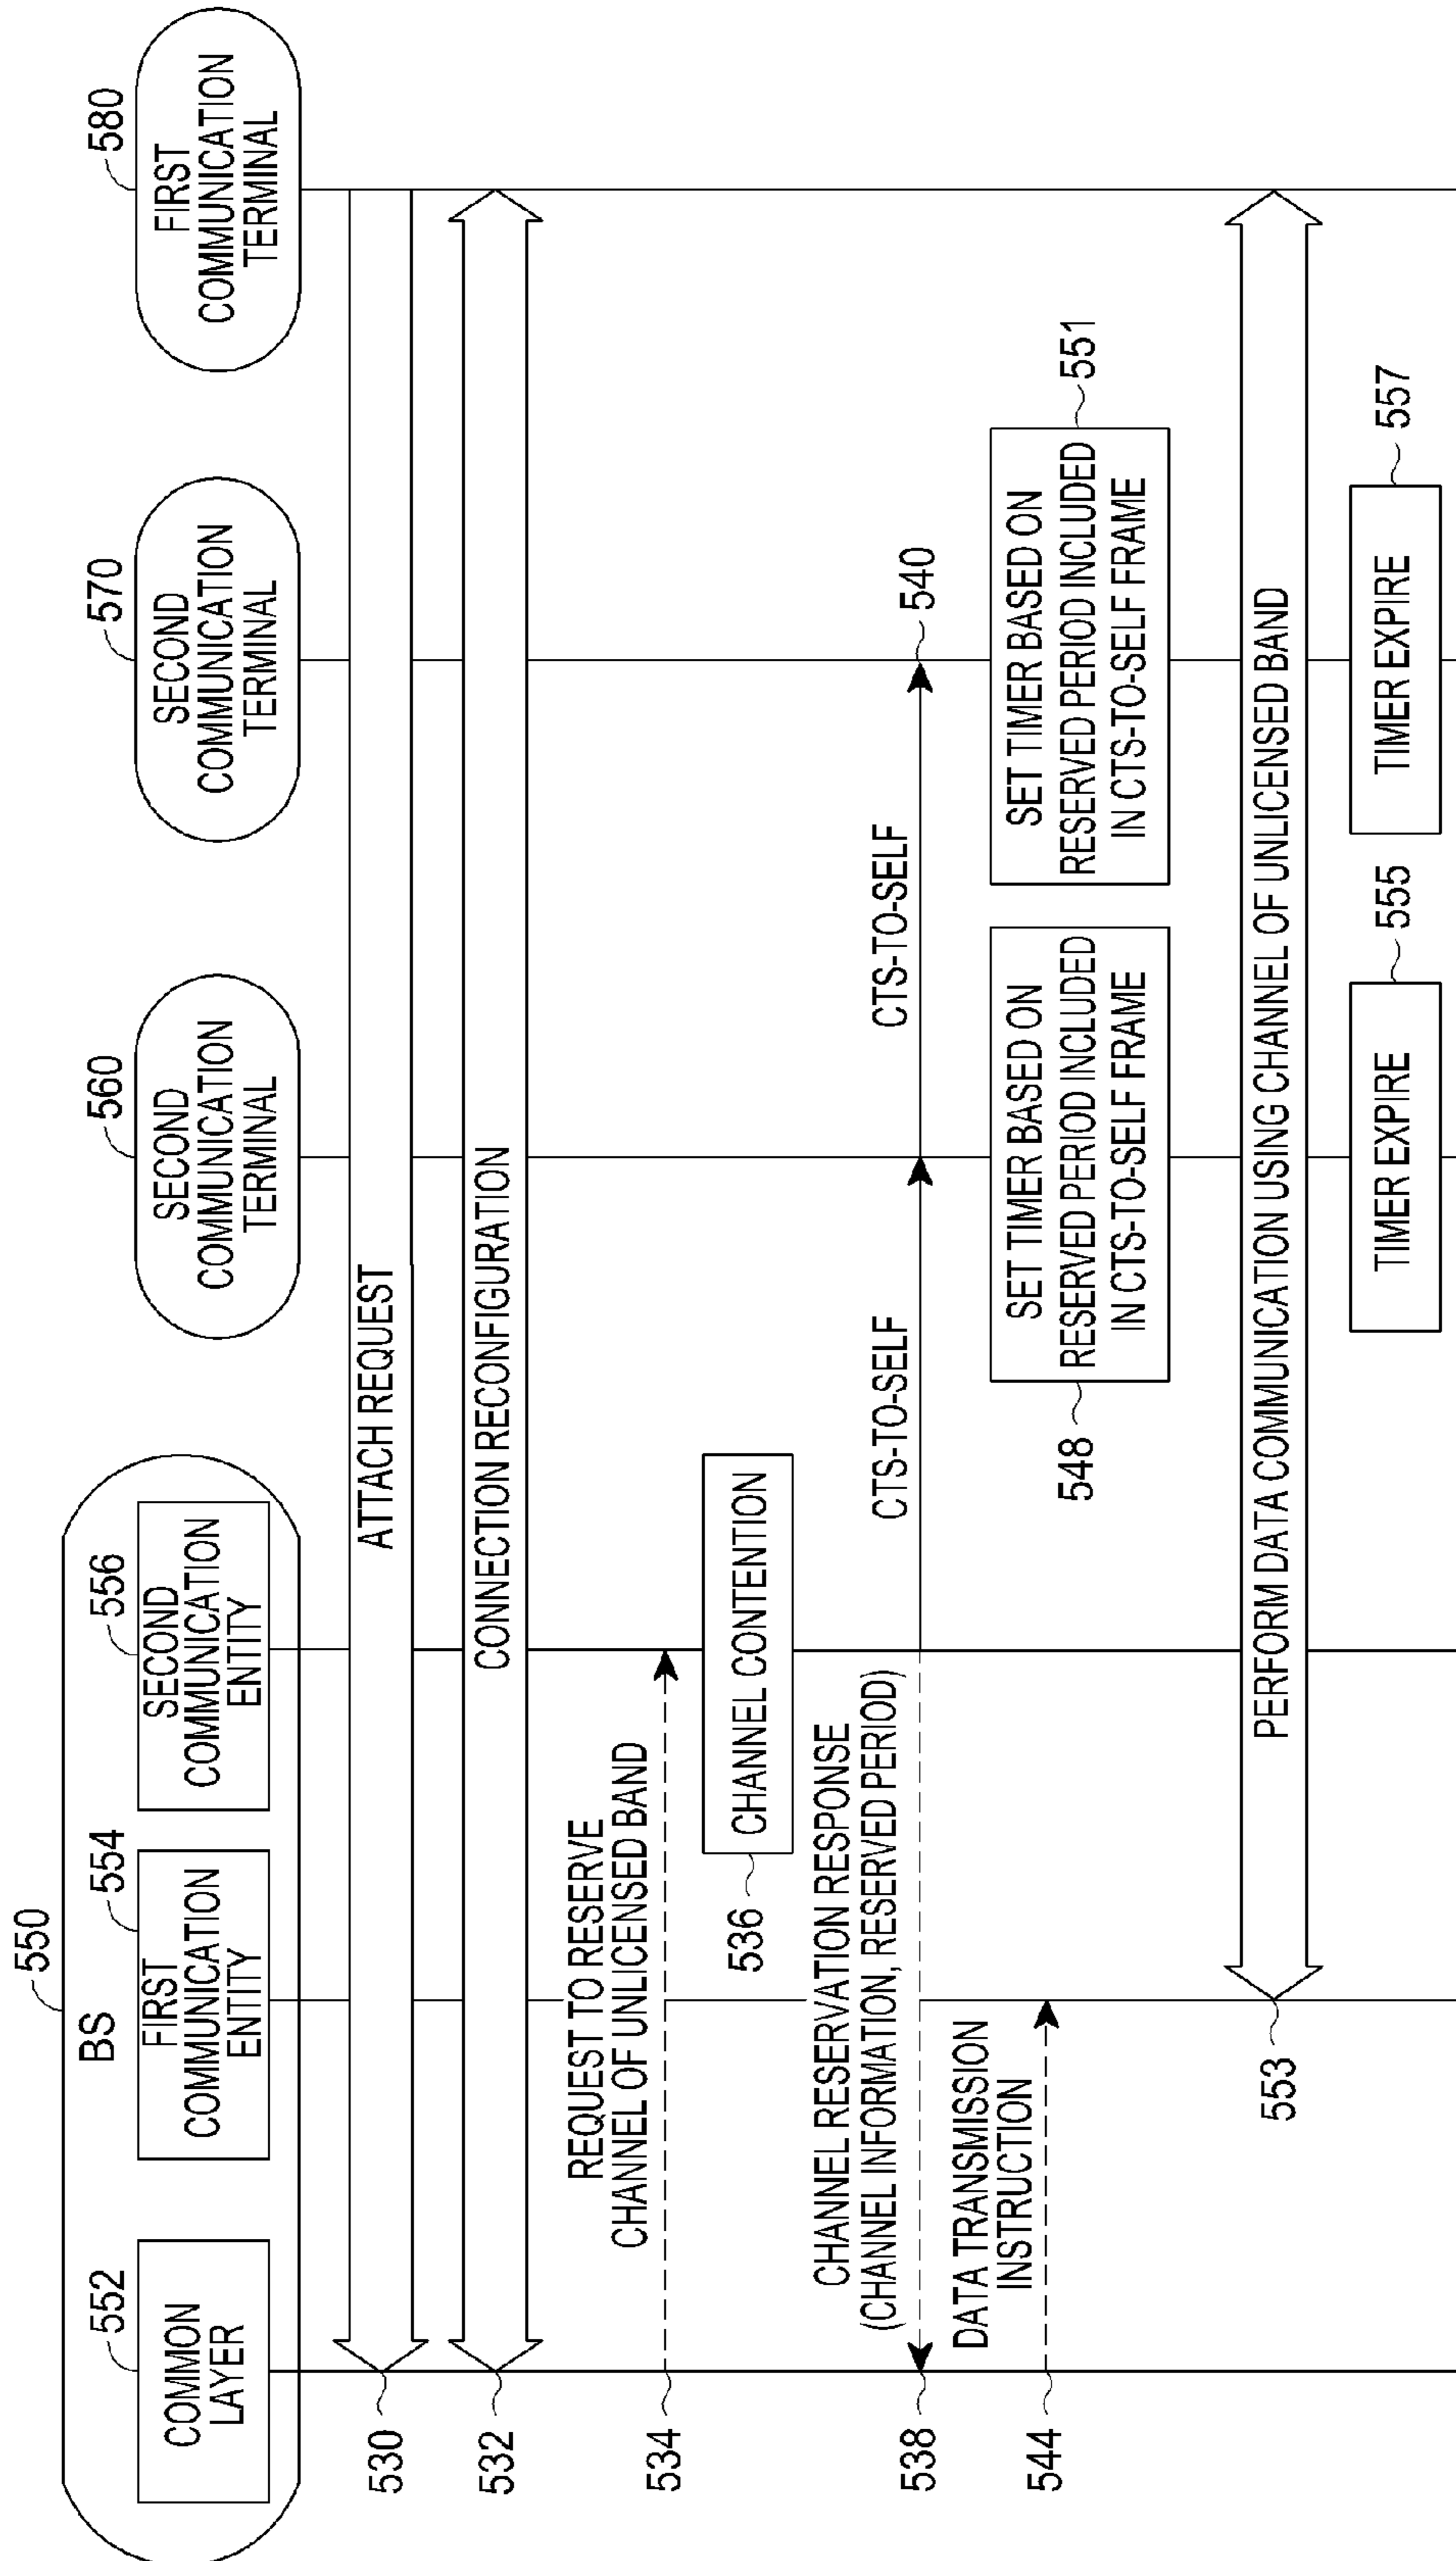 550
BS
552
COMMON
LAYER
554
FIRST
COMMUNICATION
ENTITY
556
SECOND
COMMUNICATION
ENTITY
560
SECOND
COMMUNICATION
TERMINAL
570
SECOND
COMMUNICATION
TERMINAL
580
FIRST
COMMUNICATION
TERMINAL
530
ATTACH REQUEST
532
CONNECTION RECONFIGURATION
534
REQUEST TO RESERVE
CHANNEL OF UNLICENSED BAND
536
CHANNEL CONTENTION
538
CHANNEL RESERVATION RESPONSE
(CHANNEL INFORMATION, RESERVED PERIOD)
CTS-TO-SELF
CTS-TO-SELF
540
544
DATA TRANSMISSION
INSTRUCTION
548
SET TIMER BASED ON
RESERVED PERIOD INCLUDED
IN CTS-TO-SELF FRAME
SET TIMER BASED ON
RESERVED PERIOD INCLUDED
IN CTS-TO-SELF FRAME
551
553
PERFORM DATA COMMUNICATION USING CHANNEL OF UNLICENSED BAND
TIMER EXPIRE
555
TIMER EXPIRE
557